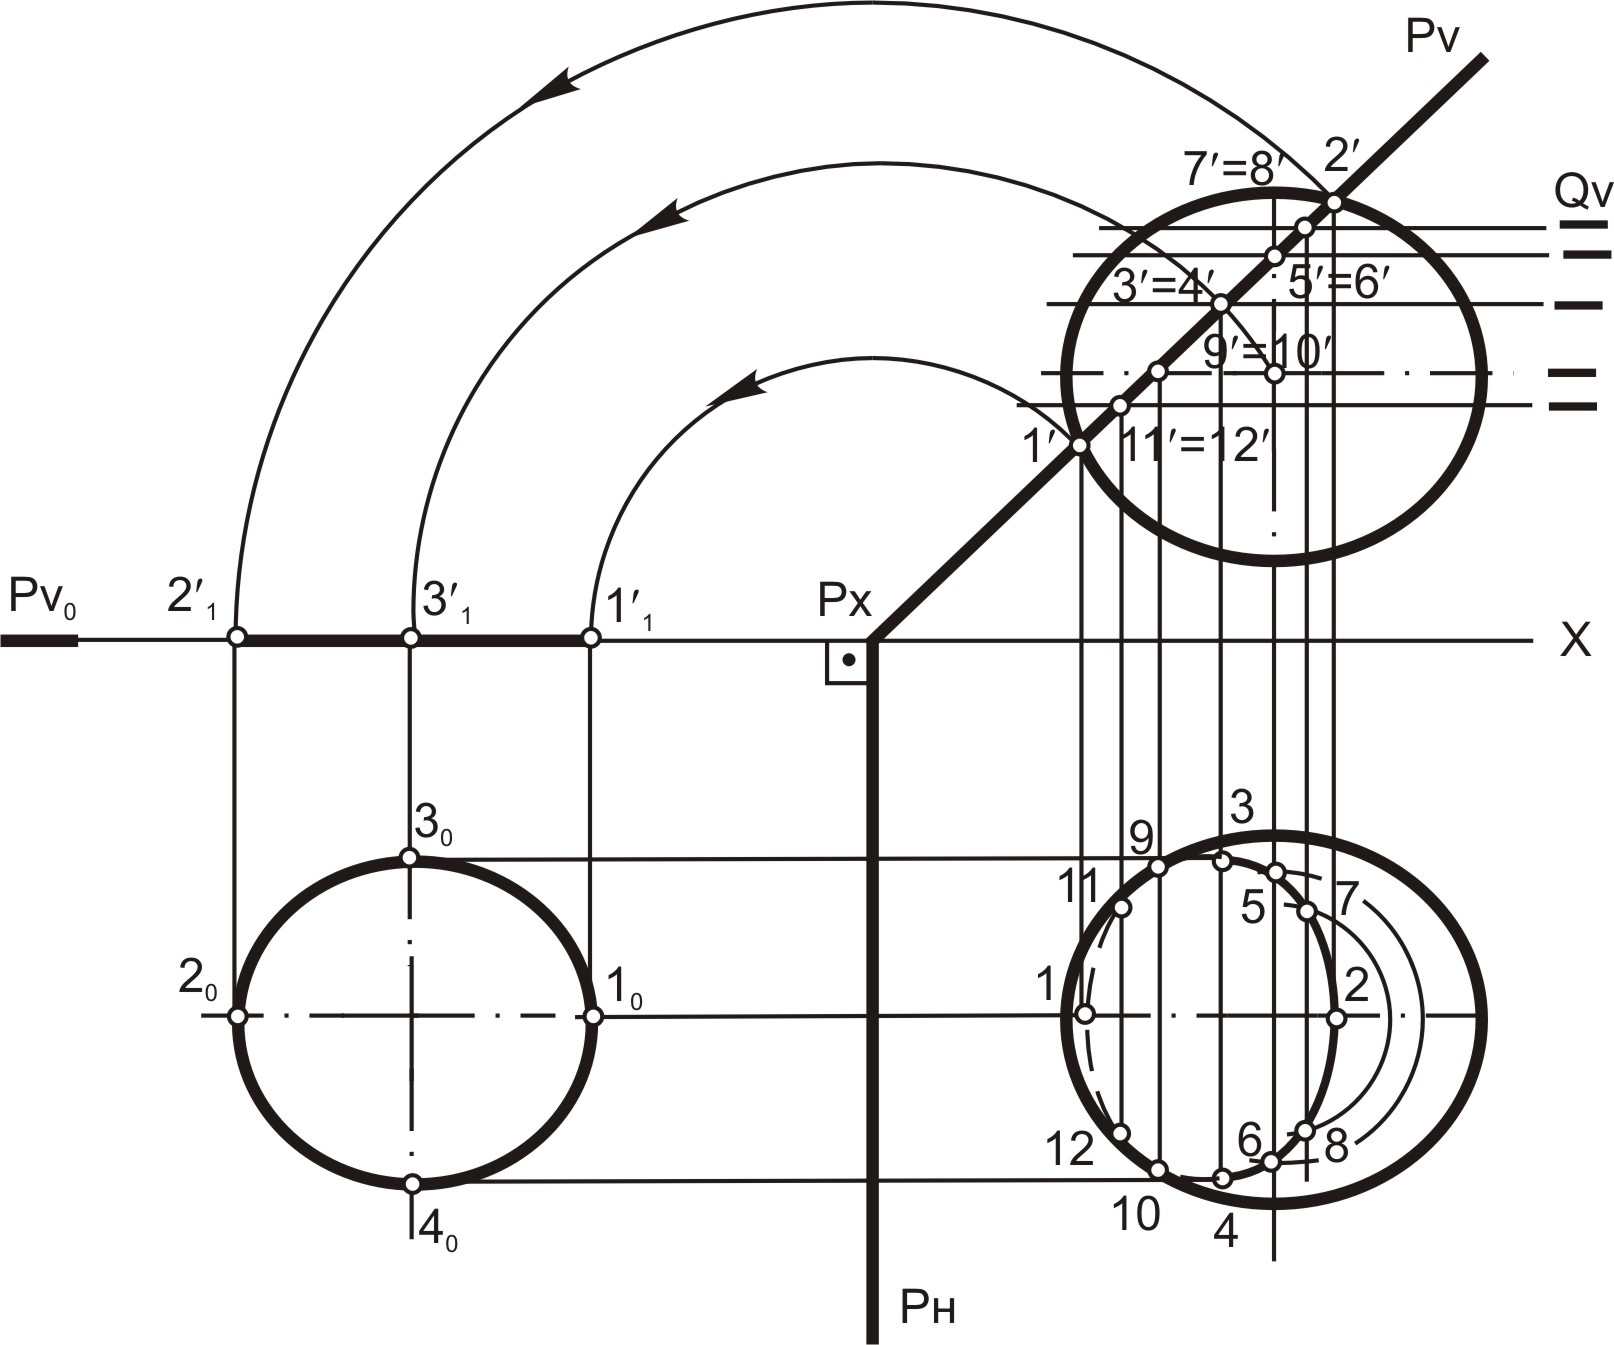 Pv
7′=8′ 2′
Qv
3′=4′ 5′=6′
9′=10′
1′ 11′=12′
Pv₀ 2′₁ 3′₁ 1′₁ Px X
3₀ 9 3
11 5 7
2₀ 1₀ 1 2
12 6 8
4₀ 10 4
Pн